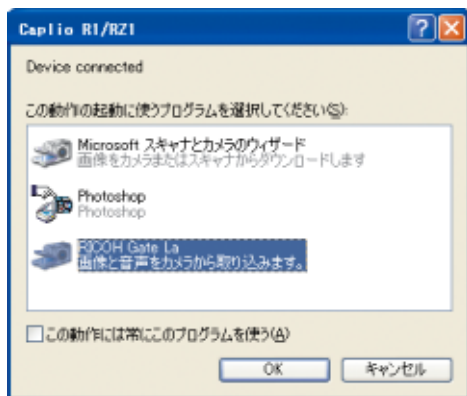 Caplio R1/RZ1
Device connected
この動作の起動に使うプログラムを選択してください(S):
Microsoft スキャナとカメラのウィザード
画像をカメラまたはスキャナからダウンロードします
Photoshop
Photoshop
RICOH Gate La
画像と音声をカメラから取り込みます。
この動作には常にこのプログラムを使う(A)
OK
キャンセル